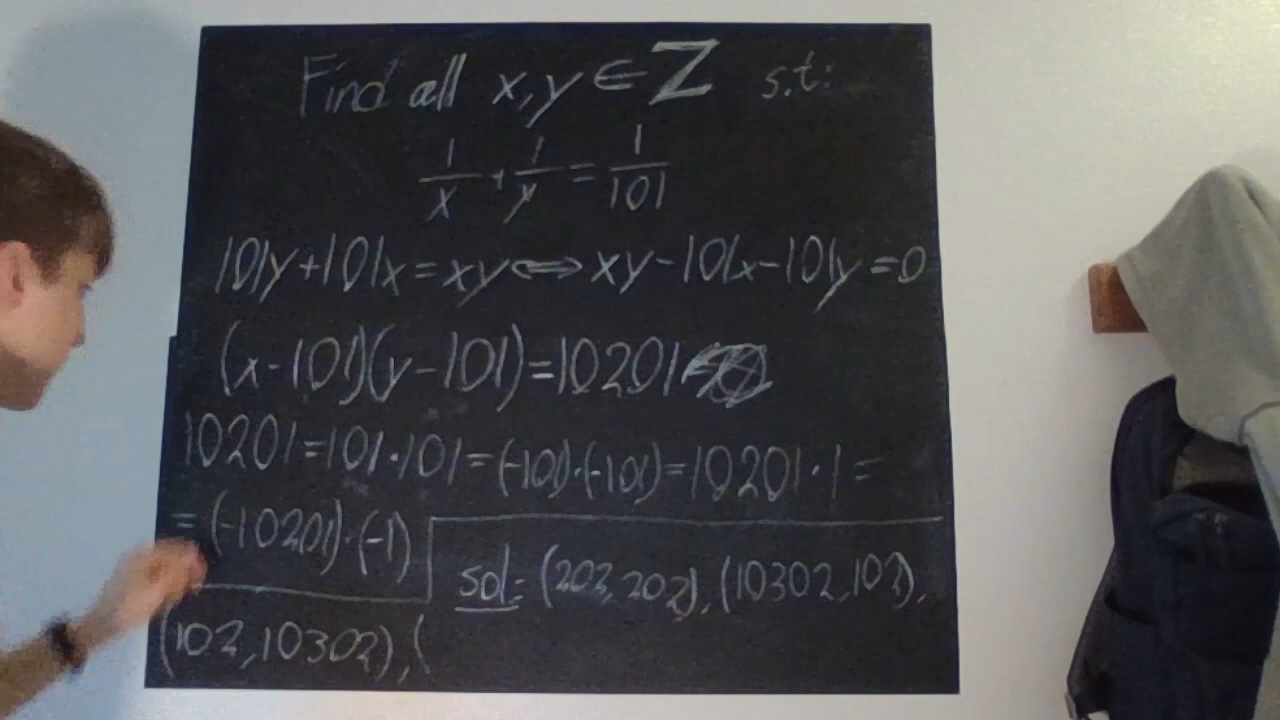 Find all x,y ∈ Z s.t:
1/x + 1/y = 1/101
101y+101x=xy⟺xy-101x-101y=0
(x-101)(y-101)=10201
10201=101·101=(-101)·(-101)=10201·1=
=(-10201)·(-1)
sol: (202,202), (10302,102),
(102,10302), (